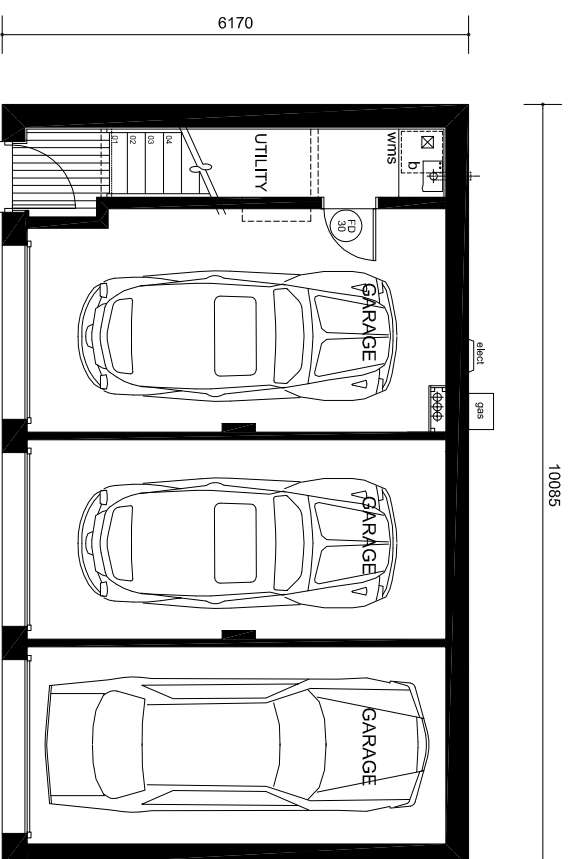 6170
01
02
03
04
UTILITY
wms
b
FD
30
GARAGE
elect
gas
10085
GARAGE
GARAGE